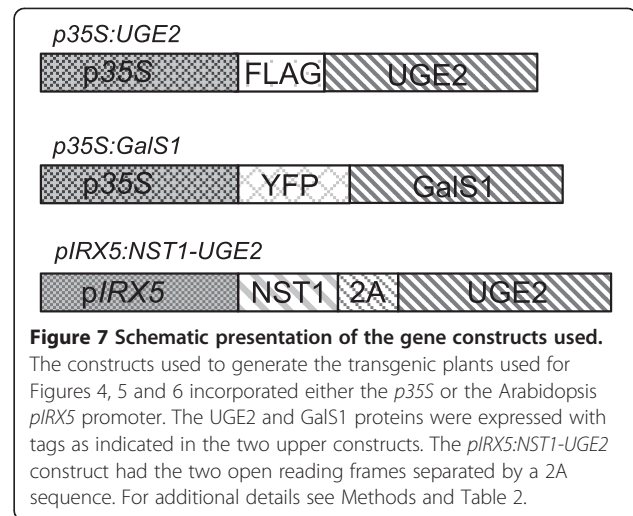 p35S:UGE2
p35S FLAG UGE2
p35S:GalS1
p35S YFP GalS1
pIRX5:NST1-UGE2
pIRX5 NST1 2A UGE2
Figure 7 Schematic presentation of the gene constructs used.
The constructs used to generate the transgenic plants used for
Figures 4, 5 and 6 incorporated either the p35S or the Arabidopsis
pIRX5 promoter. The UGE2 and GalS1 proteins were expressed with
tags as indicated in the two upper constructs. The pIRX5:NST1-UGE2
construct had the two open reading frames separated by a 2A
sequence. For additional details see Methods and Table 2.